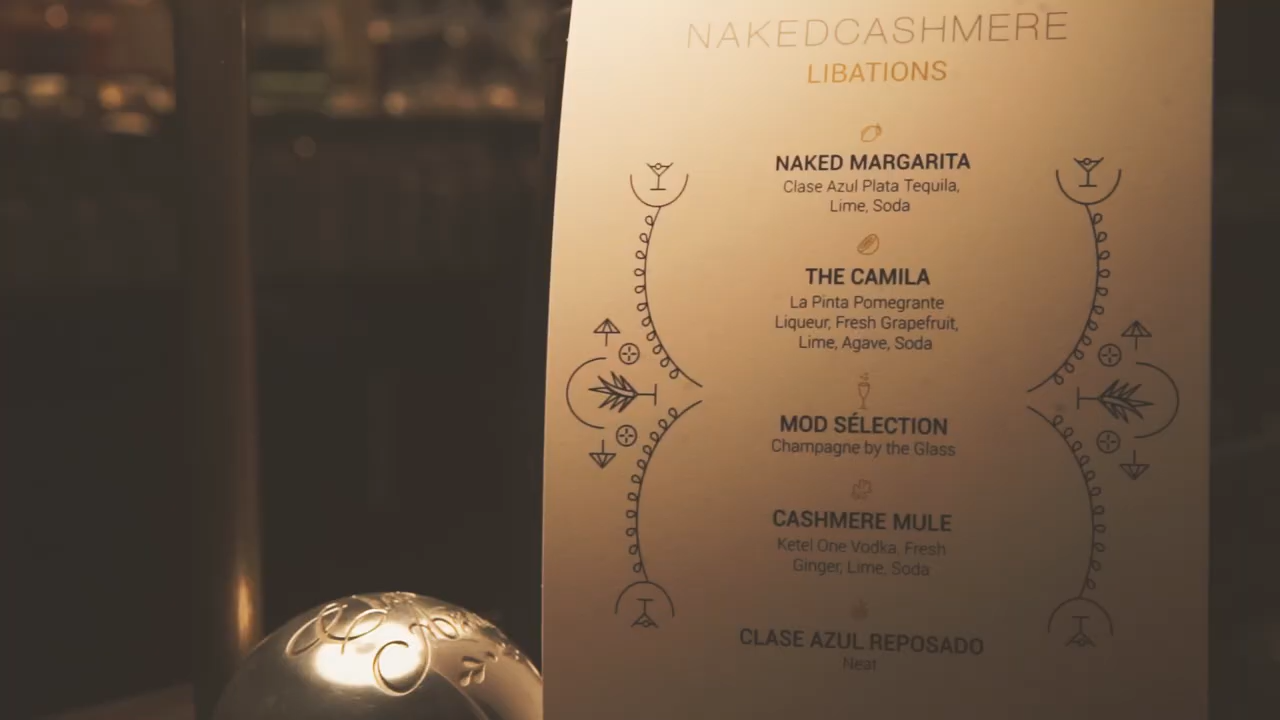 NAKEDCASHMERE
LIBATIONS
NAKED MARGARITA
Clase Azul Plata Tequila,
Lime, Soda
THE CAMILA
La Pinta Pomegrante
Liqueur, Fresh Grapefruit,
Lime, Agave, Soda
MOD SÉLECTION
Champagne by the Glass
CASHMERE MULE
Ketel One Vodka, Fresh
Ginger, Lime, Soda
CLASE AZUL REPOSADO
Neat